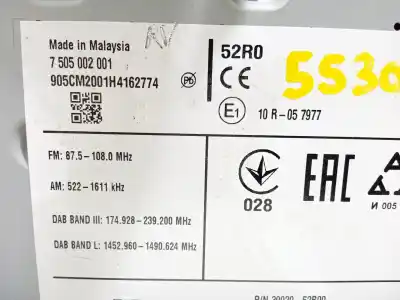 Made in Malaysia
7 505 002 001
905CM2001H4162774
Pb
52R0
CE
E1
10 R-05 7977
FM: 87.5-108.0 MHz
AM: 522-1611 kHz
DAB BAND III: 174.928-239.200 MHz
DAB BAND L: 1452.960-1490.624 MHz
028
EAC
И 005